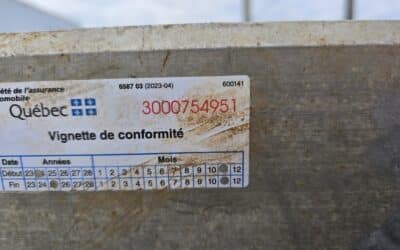 été de l'assurance
omobile
6587 03 (2023-04)
600141
Québec
3000754951
Vignette de conformité
Date Années Mois
Début 23 25 26 27 28 1 2 3 4 5 6 7 8 9 10 12
Fin 23 24 26 27 28 1 2 3 4 5 6 7 8 9 10 12